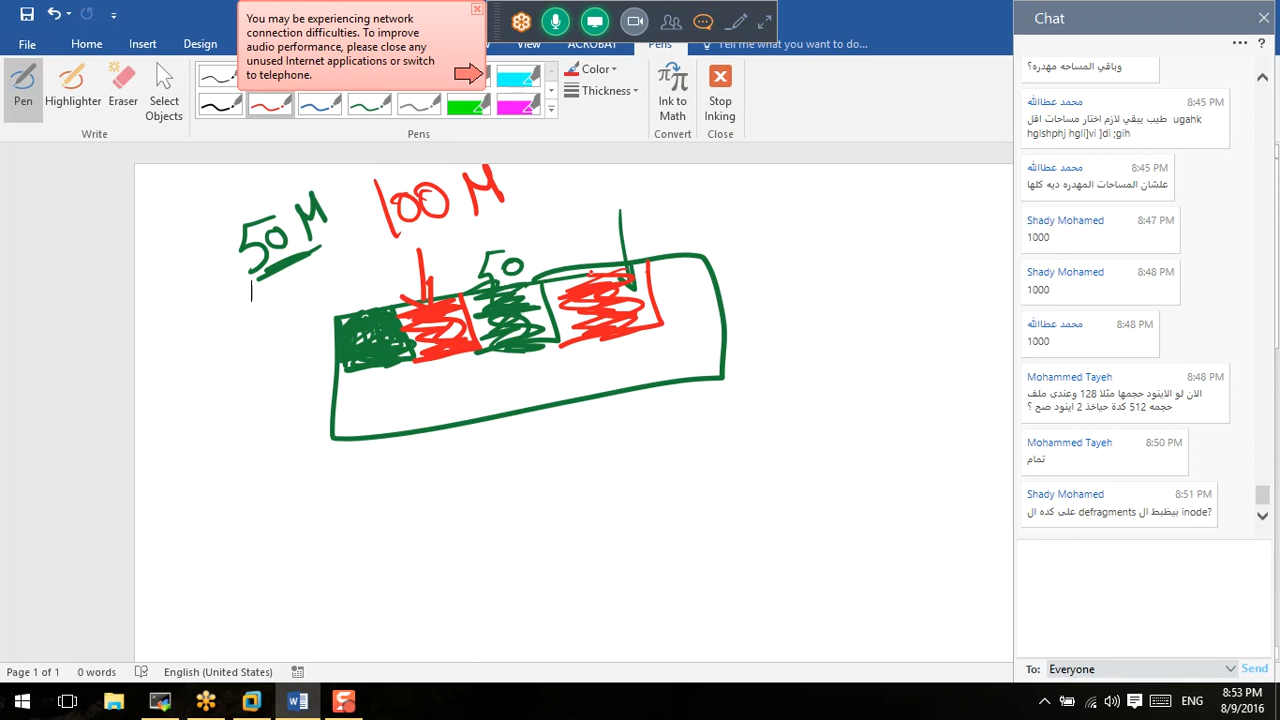 You may be experiencing network
connection difficulties. To improve
audio performance, please close any
unused Internet applications or switch
to telephone.
File
Home
Insert
Design
ACROBAT
Pens
Tell me what you want to do...
Pen
Highlighter
Eraser
Select
Objects
Color
Thickness
Ink to
Math
Stop
Inking
Write
Pens
Convert
Close
50 M
100 M
50
Chat
وباقي المساحه مهدره؟
محمد عطاالله
8:45 PM
طيب يبقي لازم اختار مساحات اقل ugahk
hgishphj hgli]vi ]di ;gih
محمد عطاالله
8:45 PM
علشان المساحات المهدره ديه كلها
Shady Mohamed
8:47 PM
1000
Shady Mohamed
8:48 PM
1000
محمد عطاالله
8:48 PM
1000
Mohammed Tayeh
8:48 PM
الان لو الاينود حجمها مثلا 128 وعندى ملف
حجمه 512 كدة حياخذ 2 اينود صح ؟
Mohammed Tayeh
8:50 PM
تمام
Shady Mohamed
8:51 PM
على كده ال defragments بيظبط ال inode?
To:
Everyone
Send
Page 1 of 1
0 words
English (United States)
ENG
8:53 PM
8/9/2016